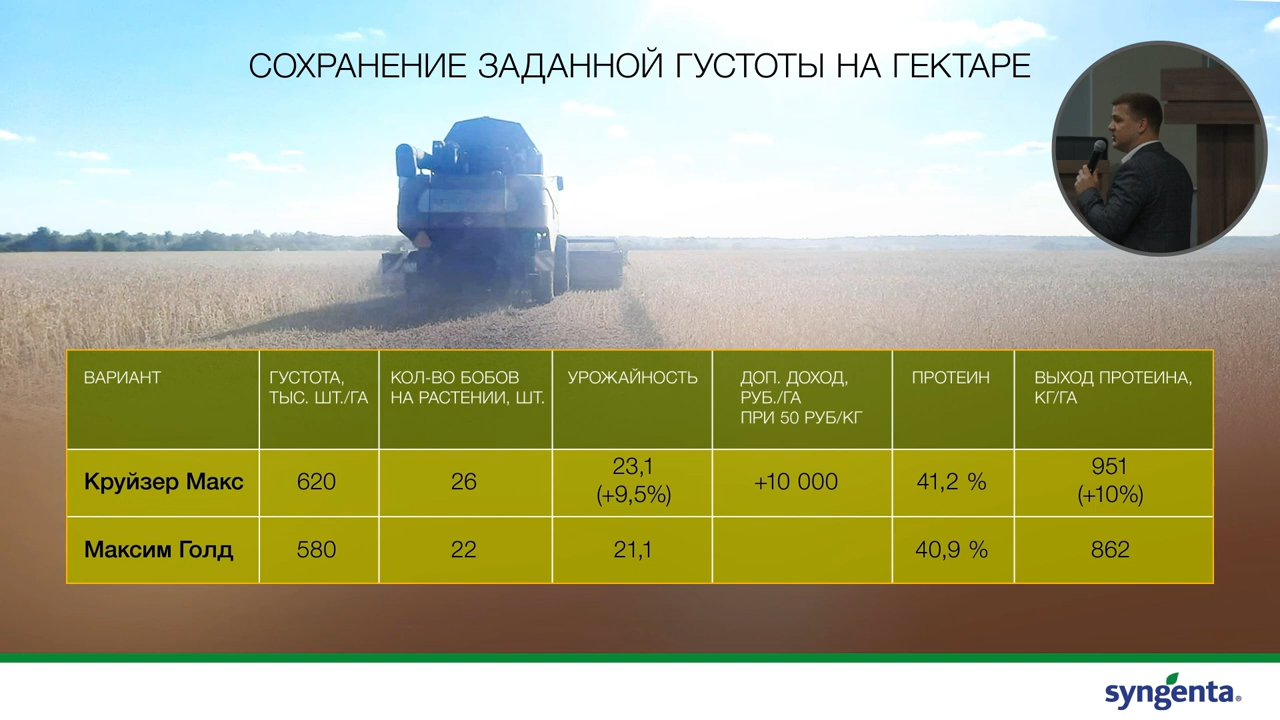 СОХРАНЕНИЕ ЗАДАННОЙ ГУСТОТЫ НА ГЕКТАРЕ
ВАРИАНТ
ГУСТОТА,
ТЫС. ШТ./ГА
КОЛ-ВО БОБОВ
НА РАСТЕНИИ, ШТ.
УРОЖАЙНОСТЬ
ДОП. ДОХОД,
РУБ./ГА
ПРИ 50 РУБ/КГ
ПРОТЕИН
ВЫХОД ПРОТЕИНА,
КГ/ГА
Круйзер Макс
620
26
23,1
(+9,5%)
+10 000
41,2 %
951
(+10%)
Максим Голд
580
22
21,1
40,9 %
862
syngenta®